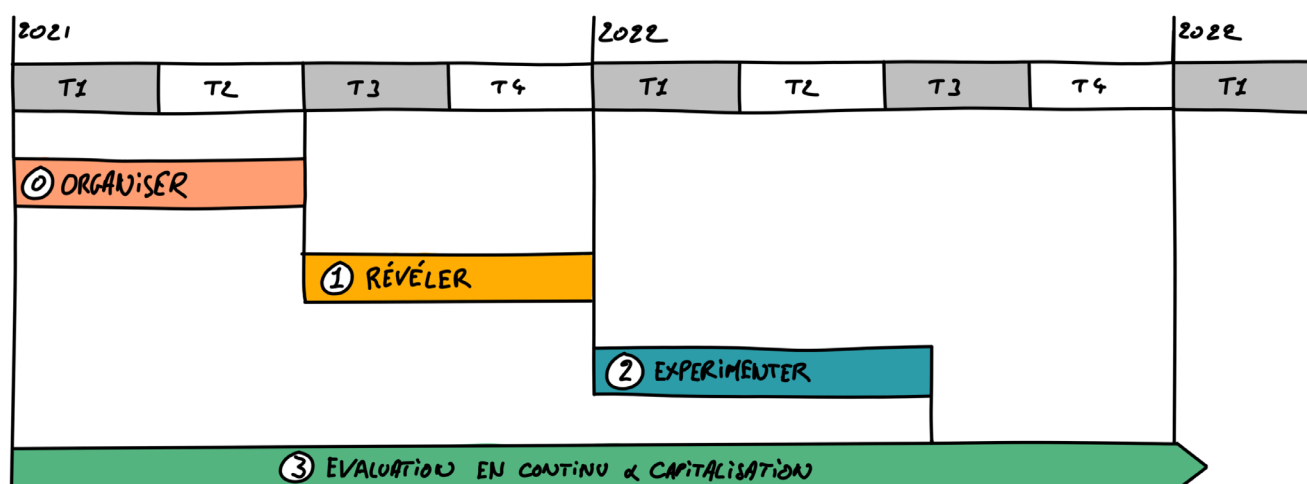 2021 2022 2022
T1 T2 T3 T4 T1 T2 T3 T4 T1
0 ORGANiSER
1 RÉVÉLER
2 EXPERiMENTER
3 EVALUATION EN CONTINU & CAPiTALiSATiON